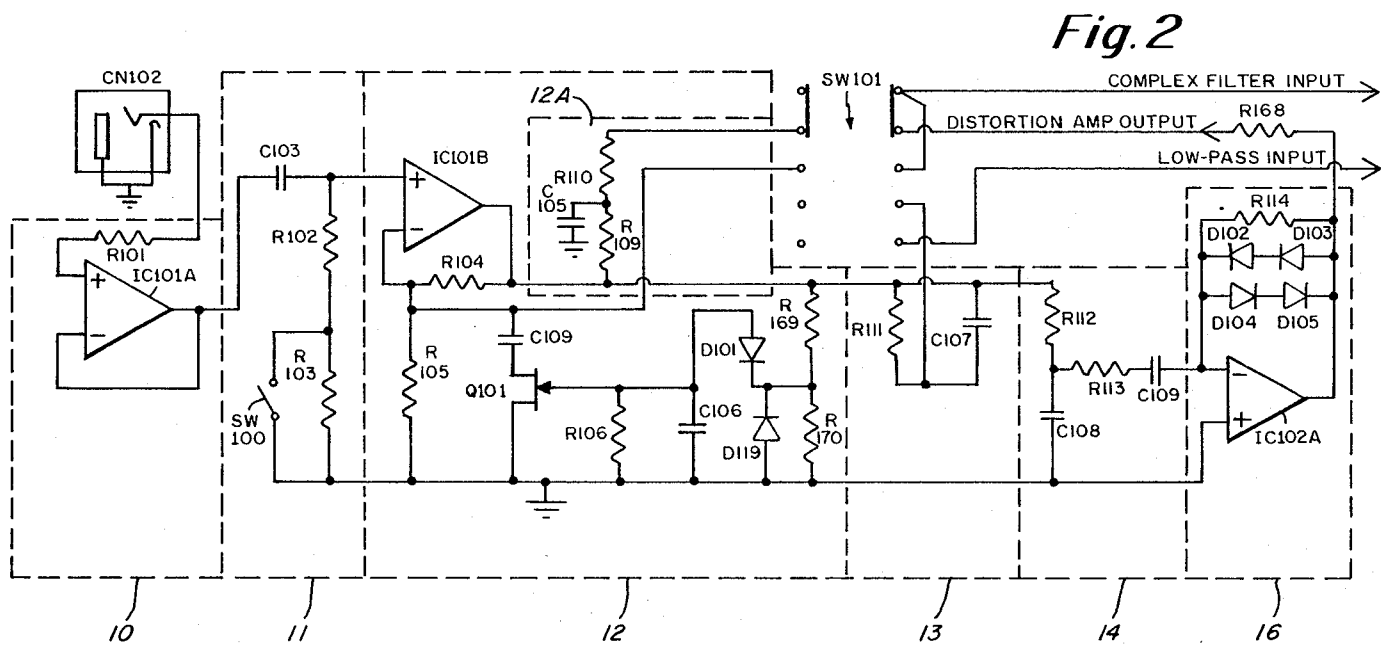 Fig. 2
CN102
SW101
COMPLEX FILTER INPUT
12A
R168
DISTORTION AMP OUTPUT
C103
IC101B
LOW-PASS INPUT
+
R110
C
105
R114
R102
D102
D103
R101
−
R
109
R104
IC101A
+
−
R
169
R111
C107
R112
D104
D105
C109
D101
R
103
R
105
R113
C109
−
Q101
SW
100
R106
C106
D119
R
170
C108
+
IC102A
10
11
12
13
14
16